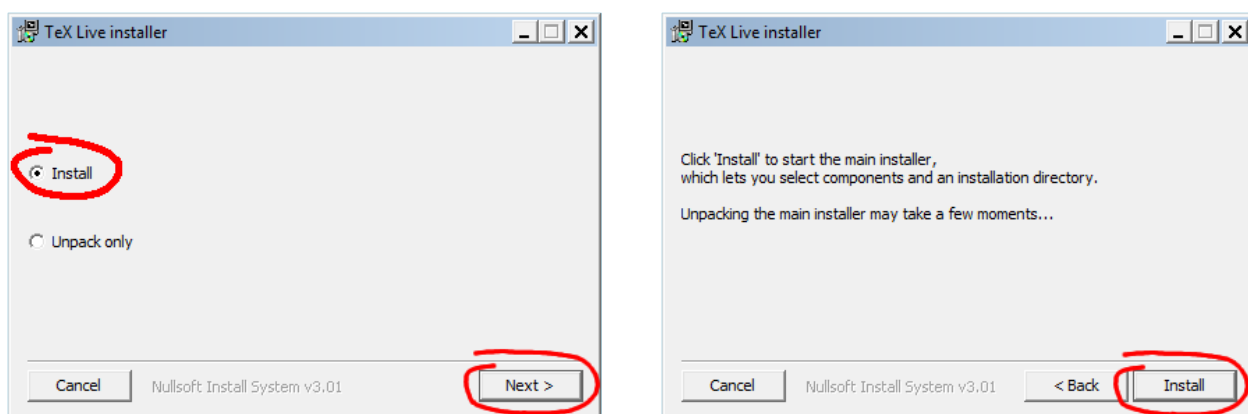 TeX Live installer
Install
Unpack only
Cancel
Nullsoft Install System v3.01
Next >
TeX Live installer
Click 'Install' to start the main installer,
which lets you select components and an installation directory.
Unpacking the main installer may take a few moments...
Cancel
Nullsoft Install System v3.01
< Back
Install